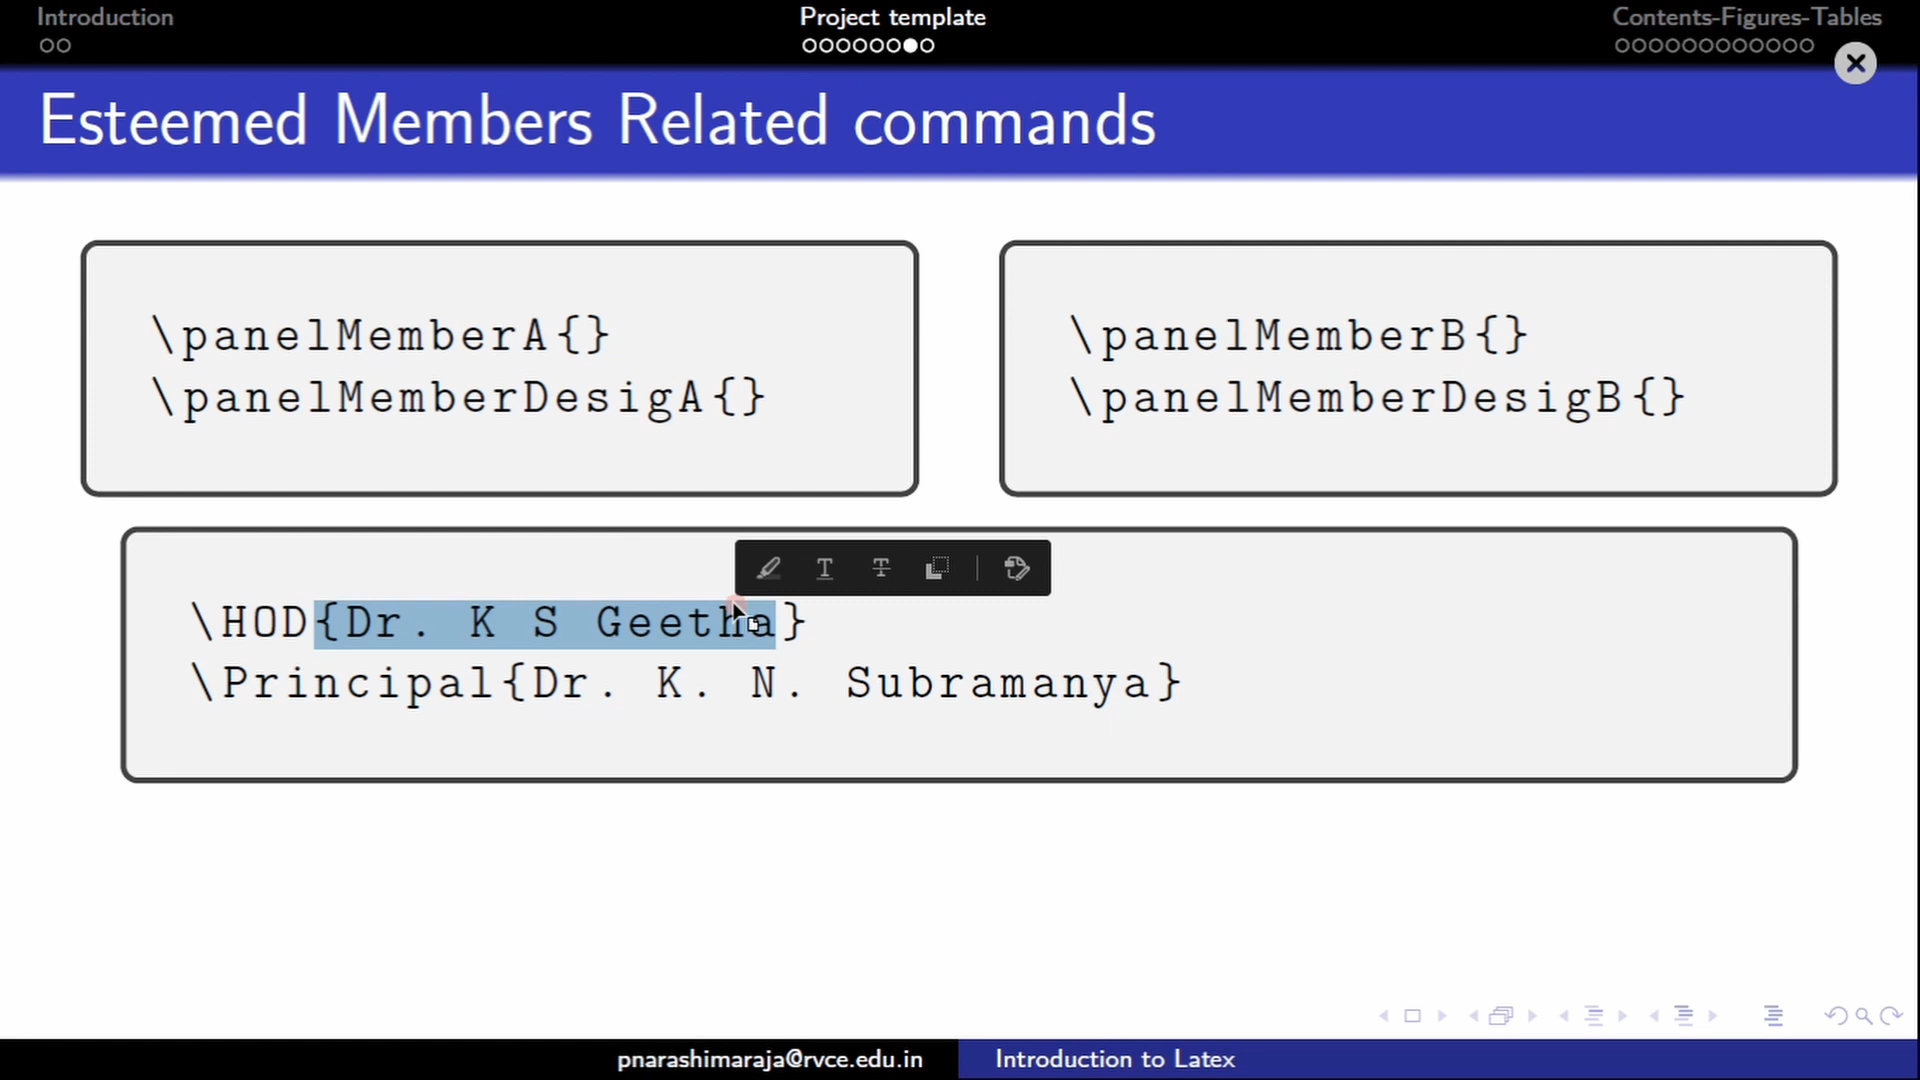 Introduction
Project template
Contents-Figures-Tables
Esteemed Members Related commands
\panelMemberA{}
\panelMemberDesigA{}
\panelMemberB{}
\panelMemberDesigB{}
\HOD{Dr. K S Geetha}
\Principal{Dr. K. N. Subramanya}
pnarashimaraja@rvce.edu.in
Introduction to Latex